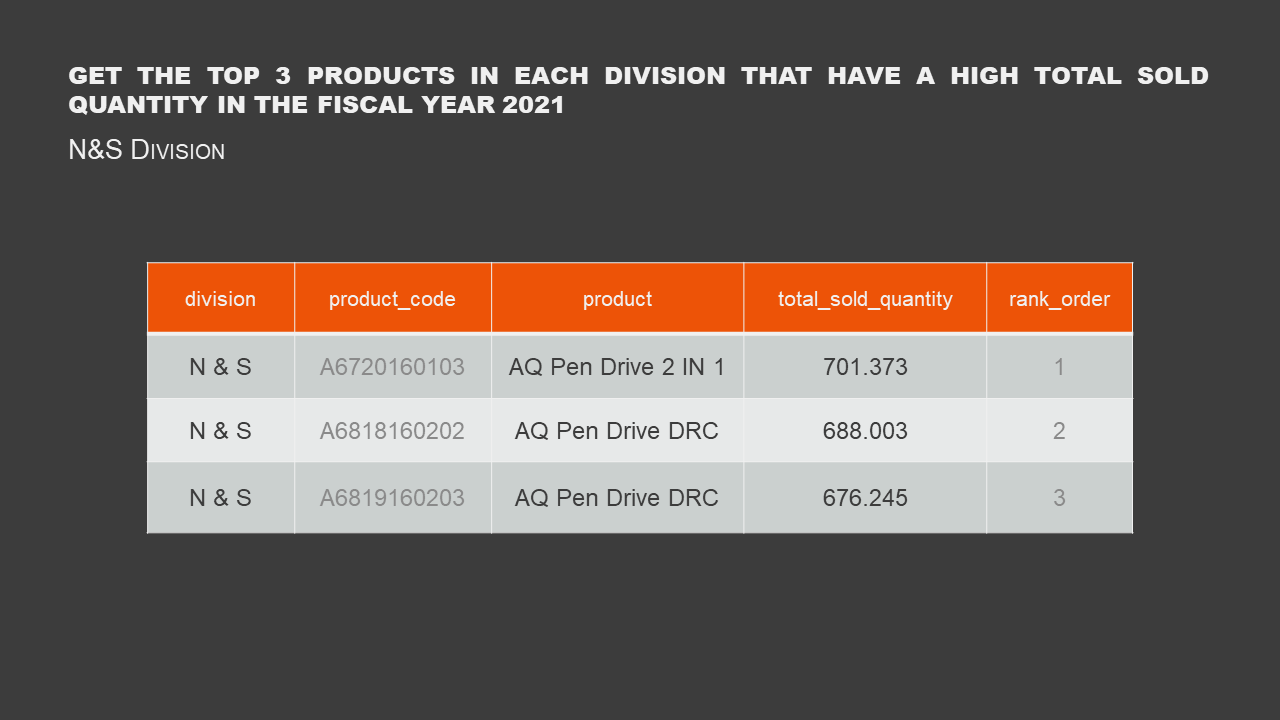 GET THE TOP 3 PRODUCTS IN EACH DIVISION THAT HAVE A HIGH TOTAL SOLD
QUANTITY IN THE FISCAL YEAR 2021
N&S Division
division product_code product total_sold_quantity rank_order
N & S A6720160103 AQ Pen Drive 2 IN 1 701.373 1
N & S A6818160202 AQ Pen Drive DRC 688.003 2
N & S A6819160203 AQ Pen Drive DRC 676.245 3